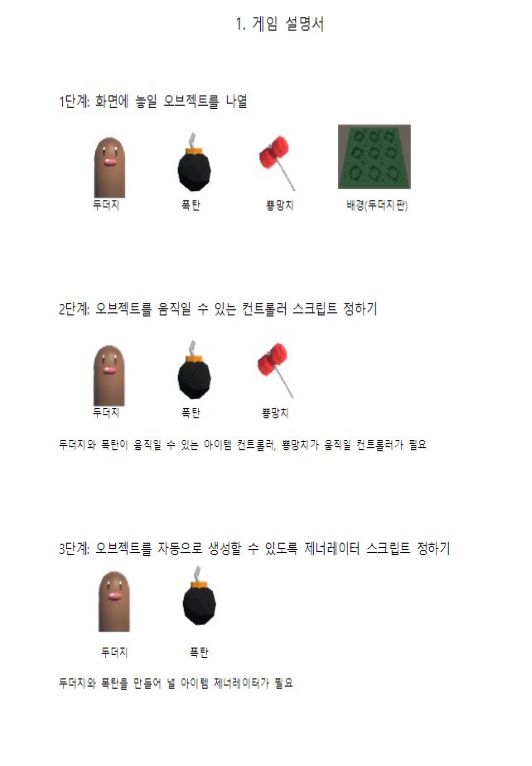 1. 게임 설명서
1단계: 화면에 놓일 오브젝트를 나열
두더지 폭탄 뿅망치 배경(두더지판)
2단계: 오브젝트를 움직일 수 있는 컨트롤러 스크립트 정하기
두더지 폭탄 뿅망치
두더지와 폭탄이 움직일 수 있는 아이템 컨트롤러, 뿅망치가 움직일 컨트롤러가 필요
3단계: 오브젝트를 자동으로 생성할 수 있도록 제너레이터 스크립트 정하기
두더지 폭탄
두더지와 폭탄을 만들어 널 아이템 제너레이터가 필요